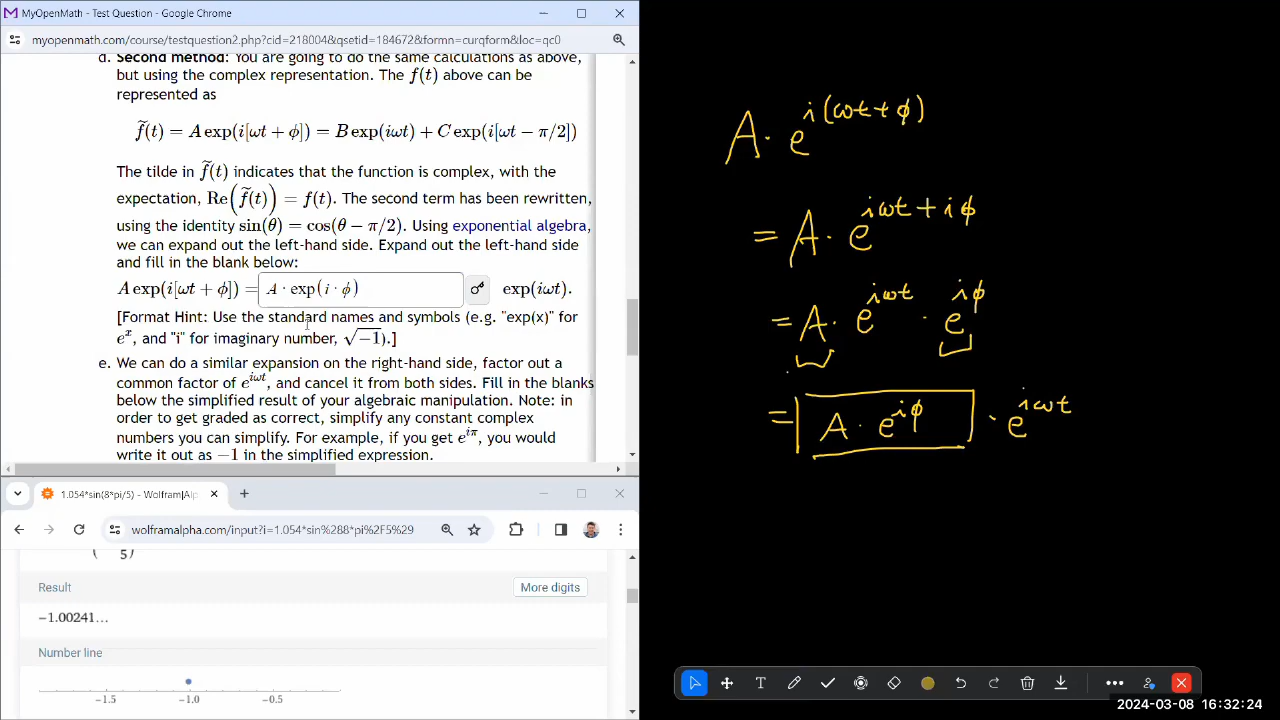 MyOpenMath - Test Question - Google Chrome
myopenmath.com/course/testquestion2.php?cid=218004&qsetid=184672&formn=curqform&loc=qc0
d. Second method: You are going to do the same calculations as above,
but using the complex representation. The f(t) above can be
represented as
f(t) = A exp(i[ωt + ϕ]) = B exp(iωt) + C exp(i[ωt − π/2])
The tilde in f̃(t) indicates that the function is complex, with the
expectation, Re(f̃(t)) = f(t). The second term has been rewritten,
using the identity sin(θ) = cos(θ − π/2). Using exponential algebra,
we can expand out the left-hand side. Expand out the left-hand side
and fill in the blank below:
A exp(i[ωt + ϕ]) = A · exp(i · ϕ) exp(iωt).
[Format Hint: Use the standard names and symbols (e.g. "exp(x)" for
eˣ, and "i" for imaginary number, √−1).]
e. We can do a similar expansion on the right-hand side, factor out a
common factor of e^{iωt}, and cancel it from both sides. Fill in the blanks
below the simplified result of your algebraic manipulation. Note: in
order to get graded as correct, simplify any constant complex
numbers you can simplify. For example, if you get e^{iπ}, you would
write it out as −1 in the simplified expression.
1.054*sin(8*pi/5) - Wolfram|Alp
wolframalpha.com/input?i=1.054*sin%288*pi%2F5%29
( 5)
Result
More digits
−1.00241...
Number line
−1.5 −1.0 −0.5
A · e^{i(ωt+ϕ)}
= A · e^{iωt + iϕ}
= A · e^{iωt} · e^{iϕ}
= A · e^{iϕ} · e^{iωt}
T
2024-03-08 16:32:24